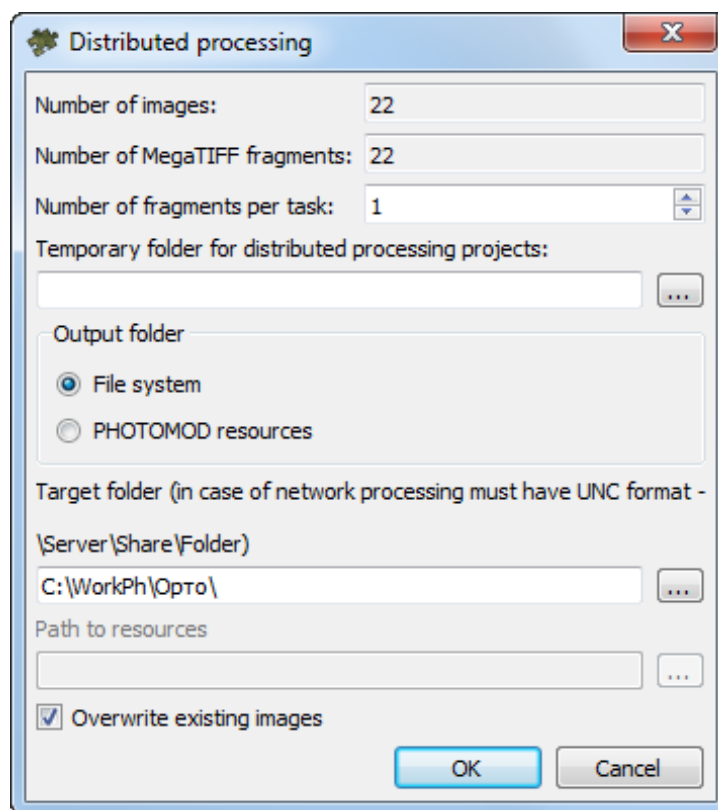 Distributed processing
Number of images: 22
Number of MegaTIFF fragments: 22
Number of fragments per task: 1
Temporary folder for distributed processing projects:
...
Output folder
File system
PHOTOMOD resources
Target folder (in case of network processing must have UNC format -
\Server\Share\Folder)
C:\WorkPh\Орто\ ...
Path to resources
...
Overwrite existing images
OK Cancel